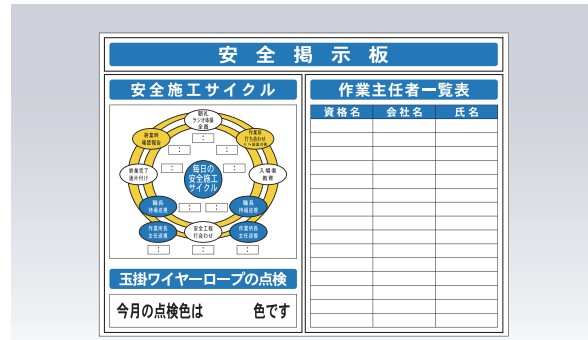 安全掲示板
安全施工サイクル
朝礼
ラジオ体操
全員
作業前
打ち合わせ
入場者
教育
職長
持場巡視
作業所長
主任巡視
安全工程
打合わせ
作業所長
主任巡視
職長
持場巡視
終業完了
後片付け
終業時
確認報告
毎日の
安全施工
サイクル
玉掛ワイヤーロープの点検
今月の点検色は 色です
作業主任者一覧表
資格名 会社名 氏名